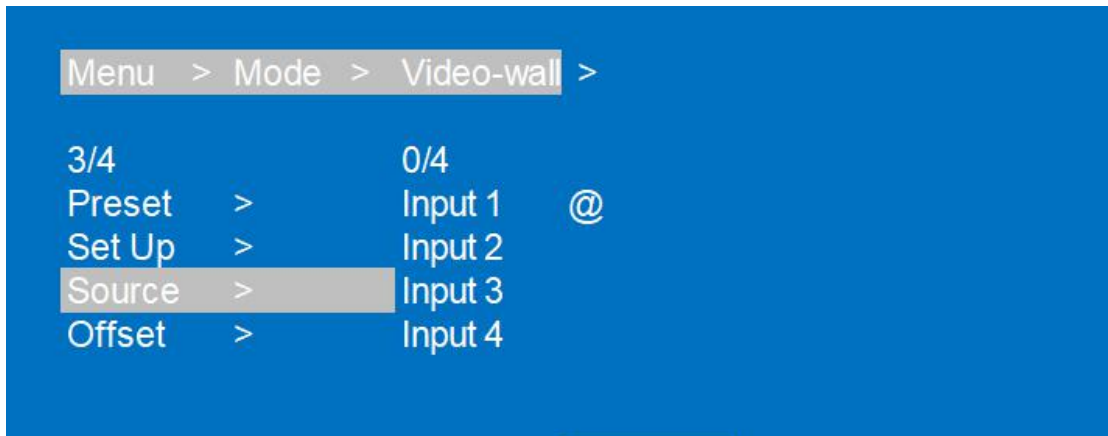 Menu > Mode > Video-wall >
3/4 0/4
Preset > Input 1 @
Set Up > Input 2
Source > Input 3
Offset > Input 4